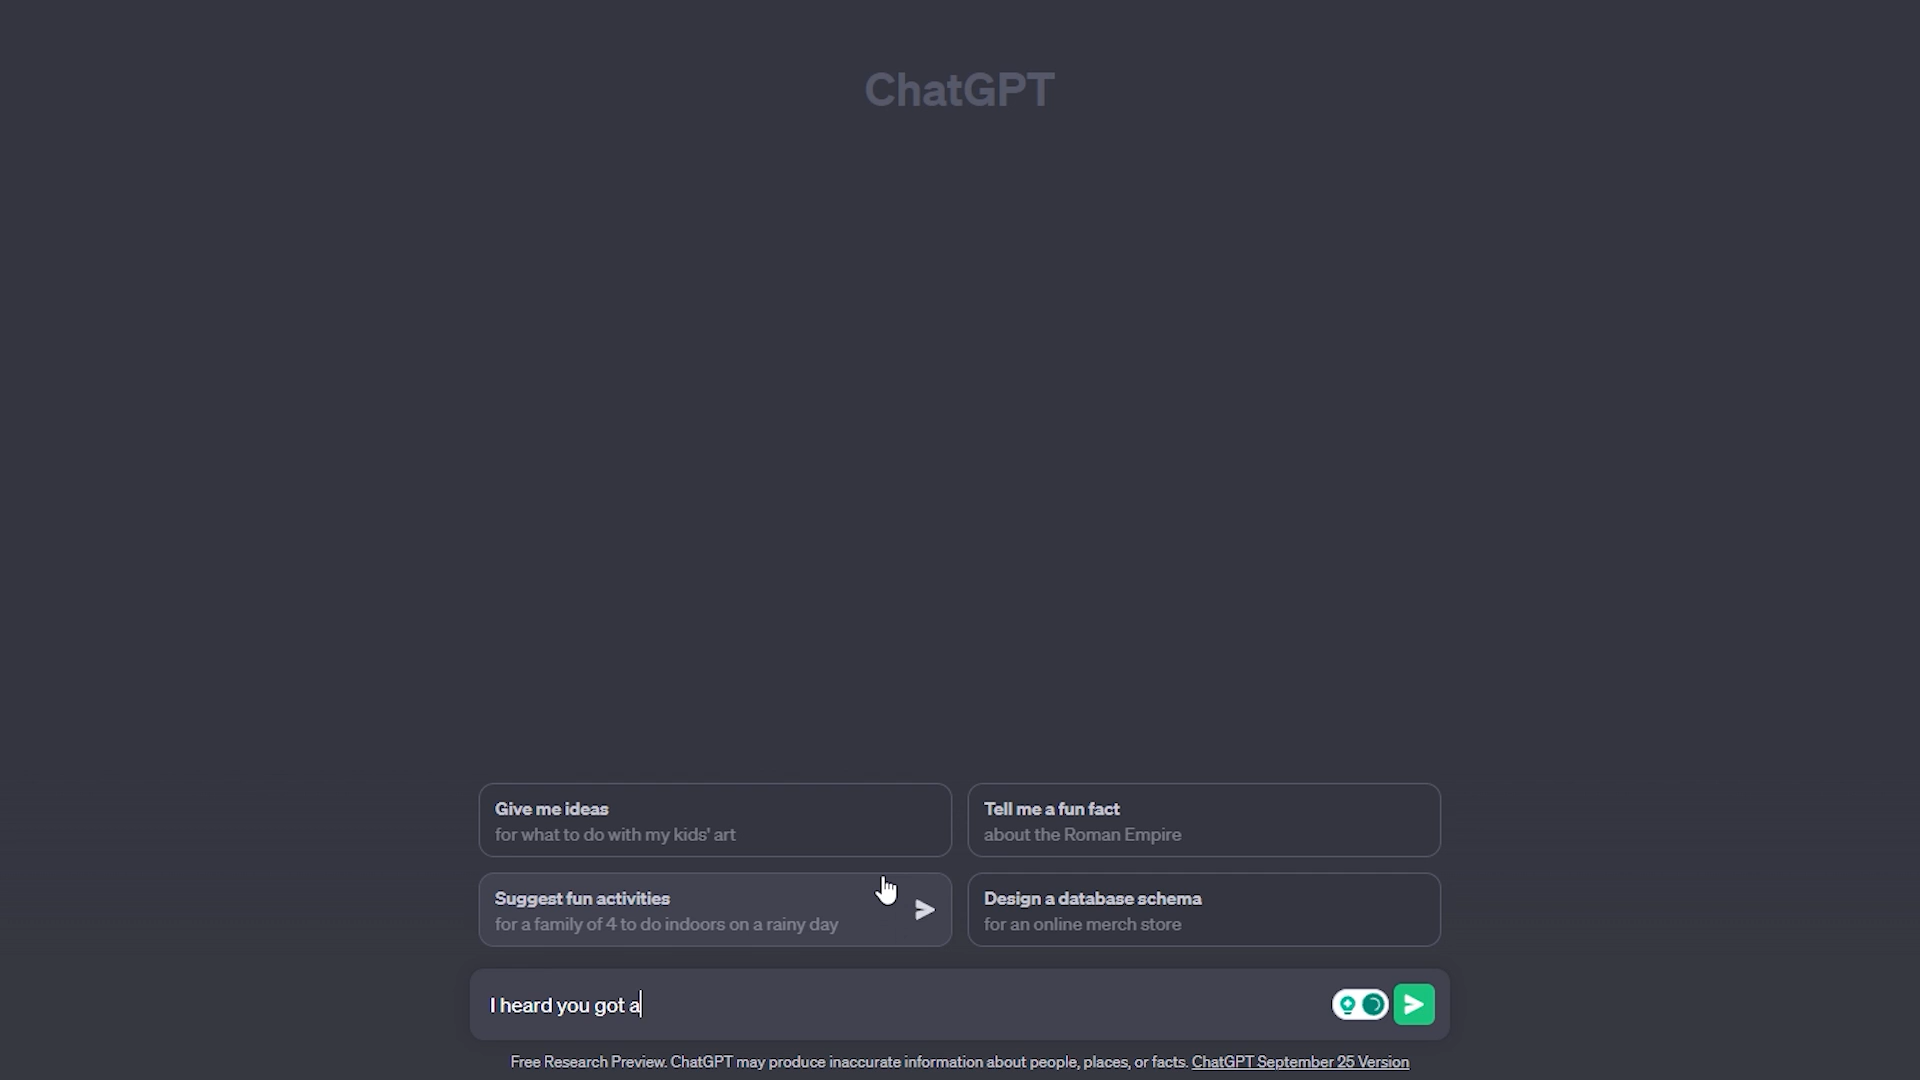 ChatGPT
Give me ideas
for what to do with my kids' art
Tell me a fun fact
about the Roman Empire
Suggest fun activities
for a family of 4 to do indoors on a rainy day
Design a database schema
for an online merch store
I heard you got a
Free Research Preview. ChatGPT may produce inaccurate information about people, places, or facts. ChatGPT September 25 Version